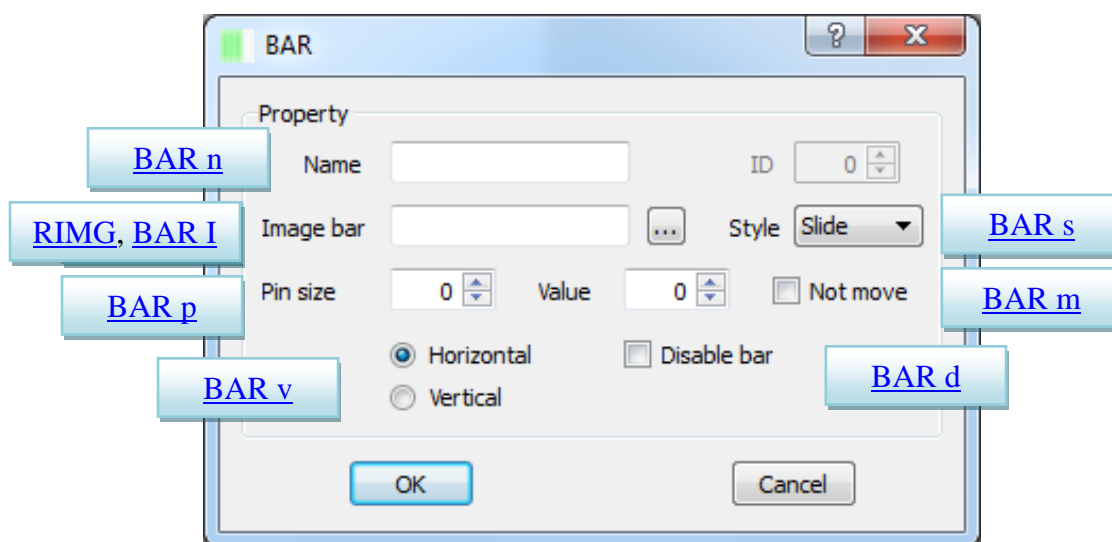 BAR
?
x
Property
BAR n Name ID 0
RIMG, BAR I Image bar ... Style Slide BAR s
BAR p Pin size 0 Value 0 Not move BAR m
Horizontal Disable bar BAR d
BAR v Vertical
OK Cancel